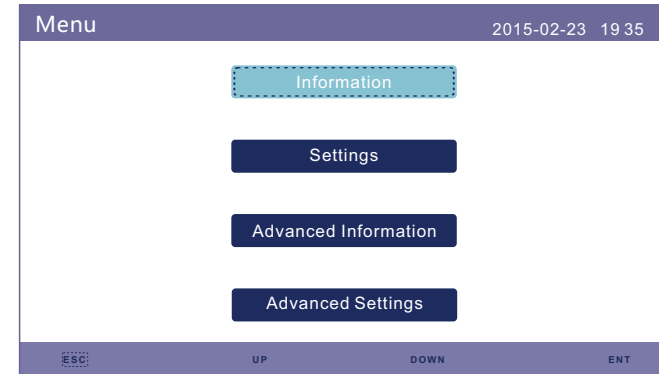 Menu 2015-02-23 19 35
Information
Settings
Advanced Information
Advanced Settings
ESC UP DOWN ENT